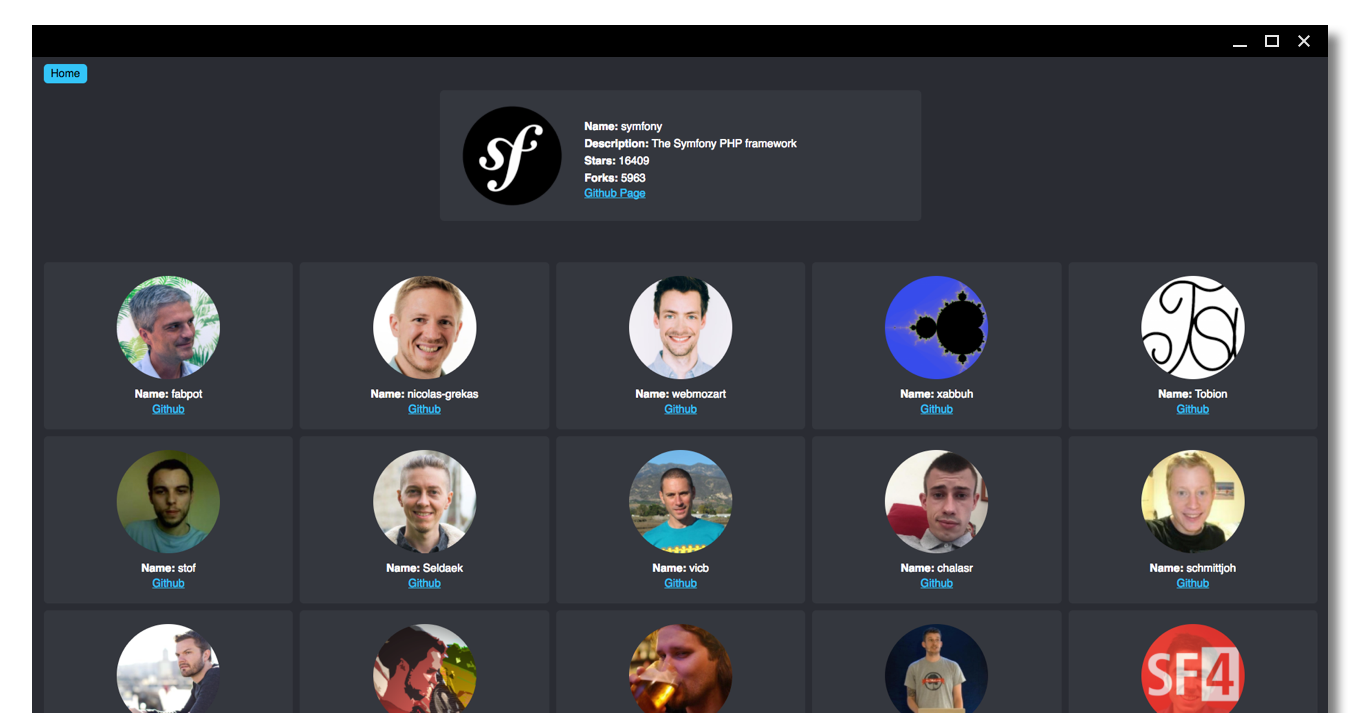 Home
sf
Name: symfony
Description: The Symfony PHP framework
Stars: 16409
Forks: 5963
Github Page
Name: fabpot
Github
Name: nicolas-grekas
Github
Name: webmozart
Github
Name: xabbuh
Github
Name: Tobion
Github
Name: stof
Github
Name: Seldaek
Github
Name: vicb
Github
Name: chalasr
Github
Name: schmittjoh
Github
SF4